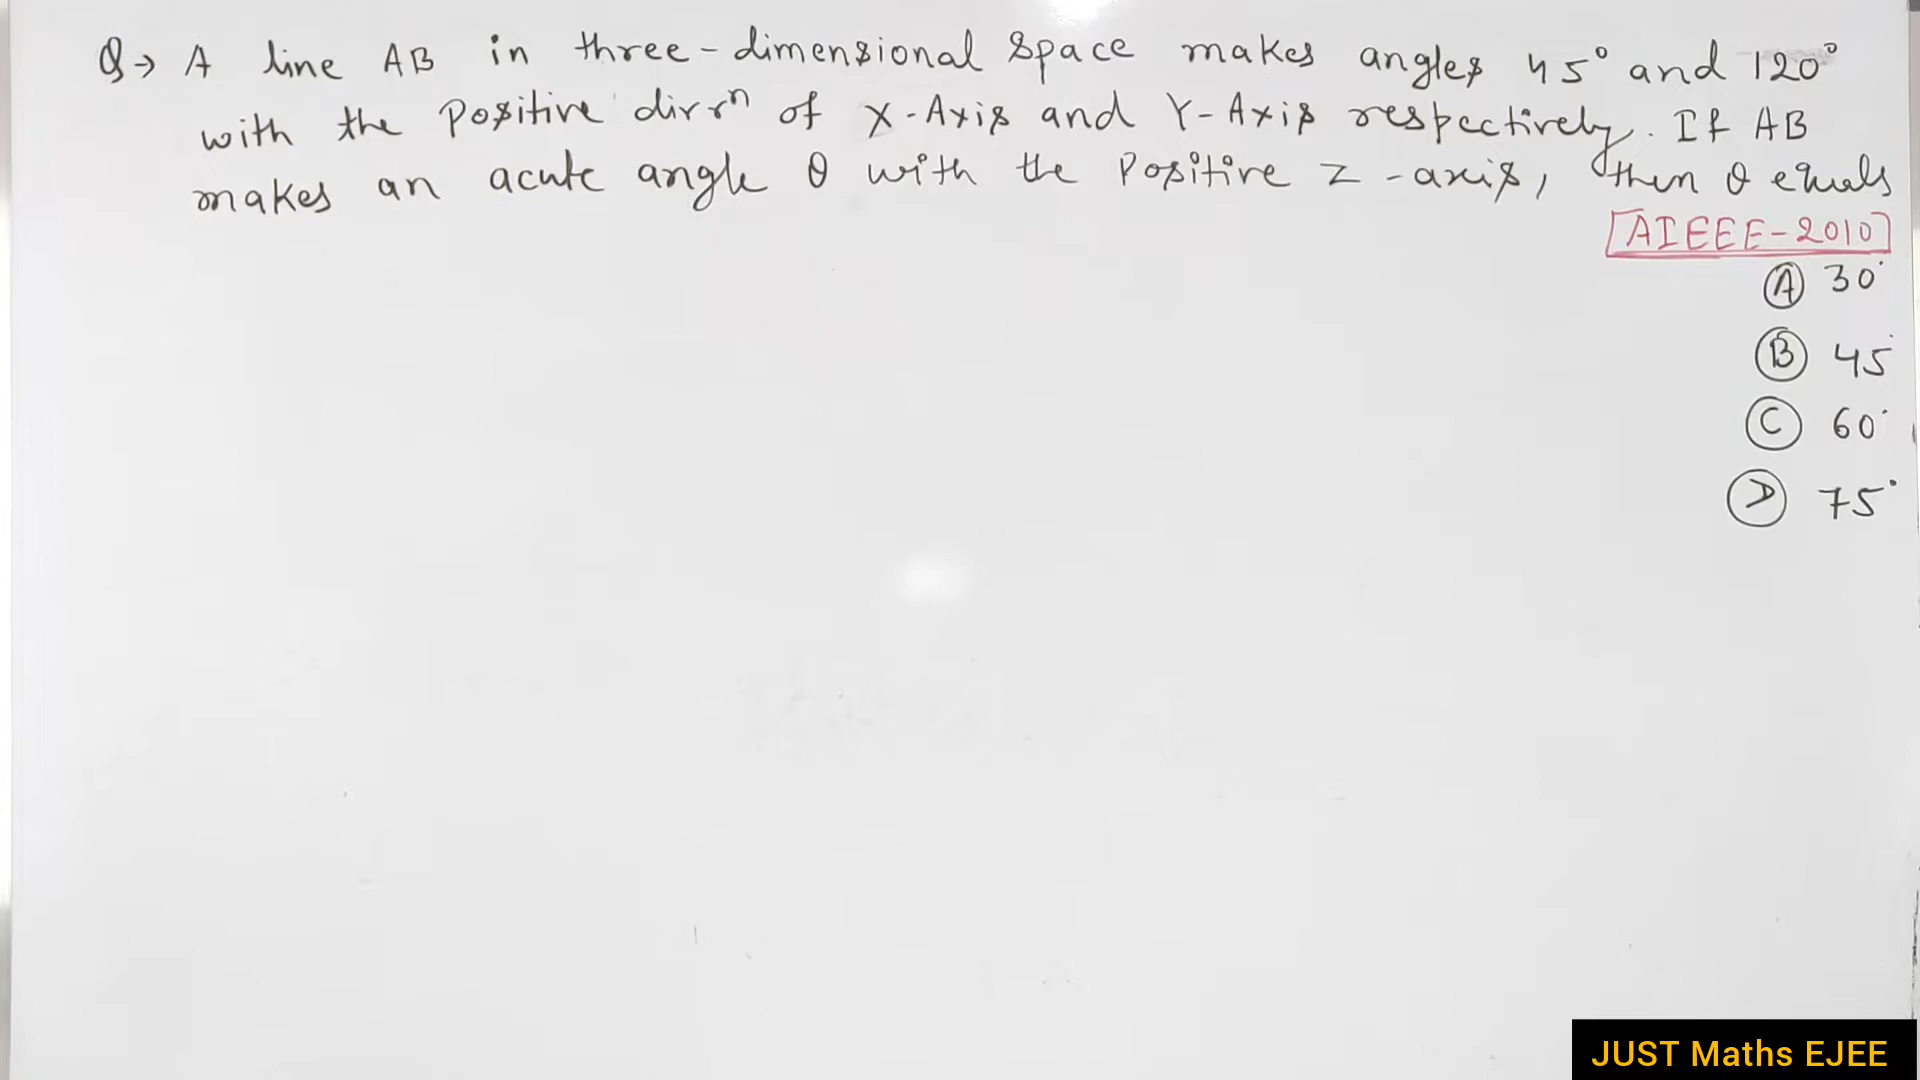 Q→ A line AB in three-dimensional space makes angles 45° and 120°
with the positive dirrⁿ of X-Axis and Y-Axis respectively. If AB
makes an acute angle θ with the positive z-axis, then θ equals
[AIEEE-2010]
Ⓐ 30°
Ⓑ 45°
Ⓒ 60°
Ⓓ 75°
JUST Maths EJEE